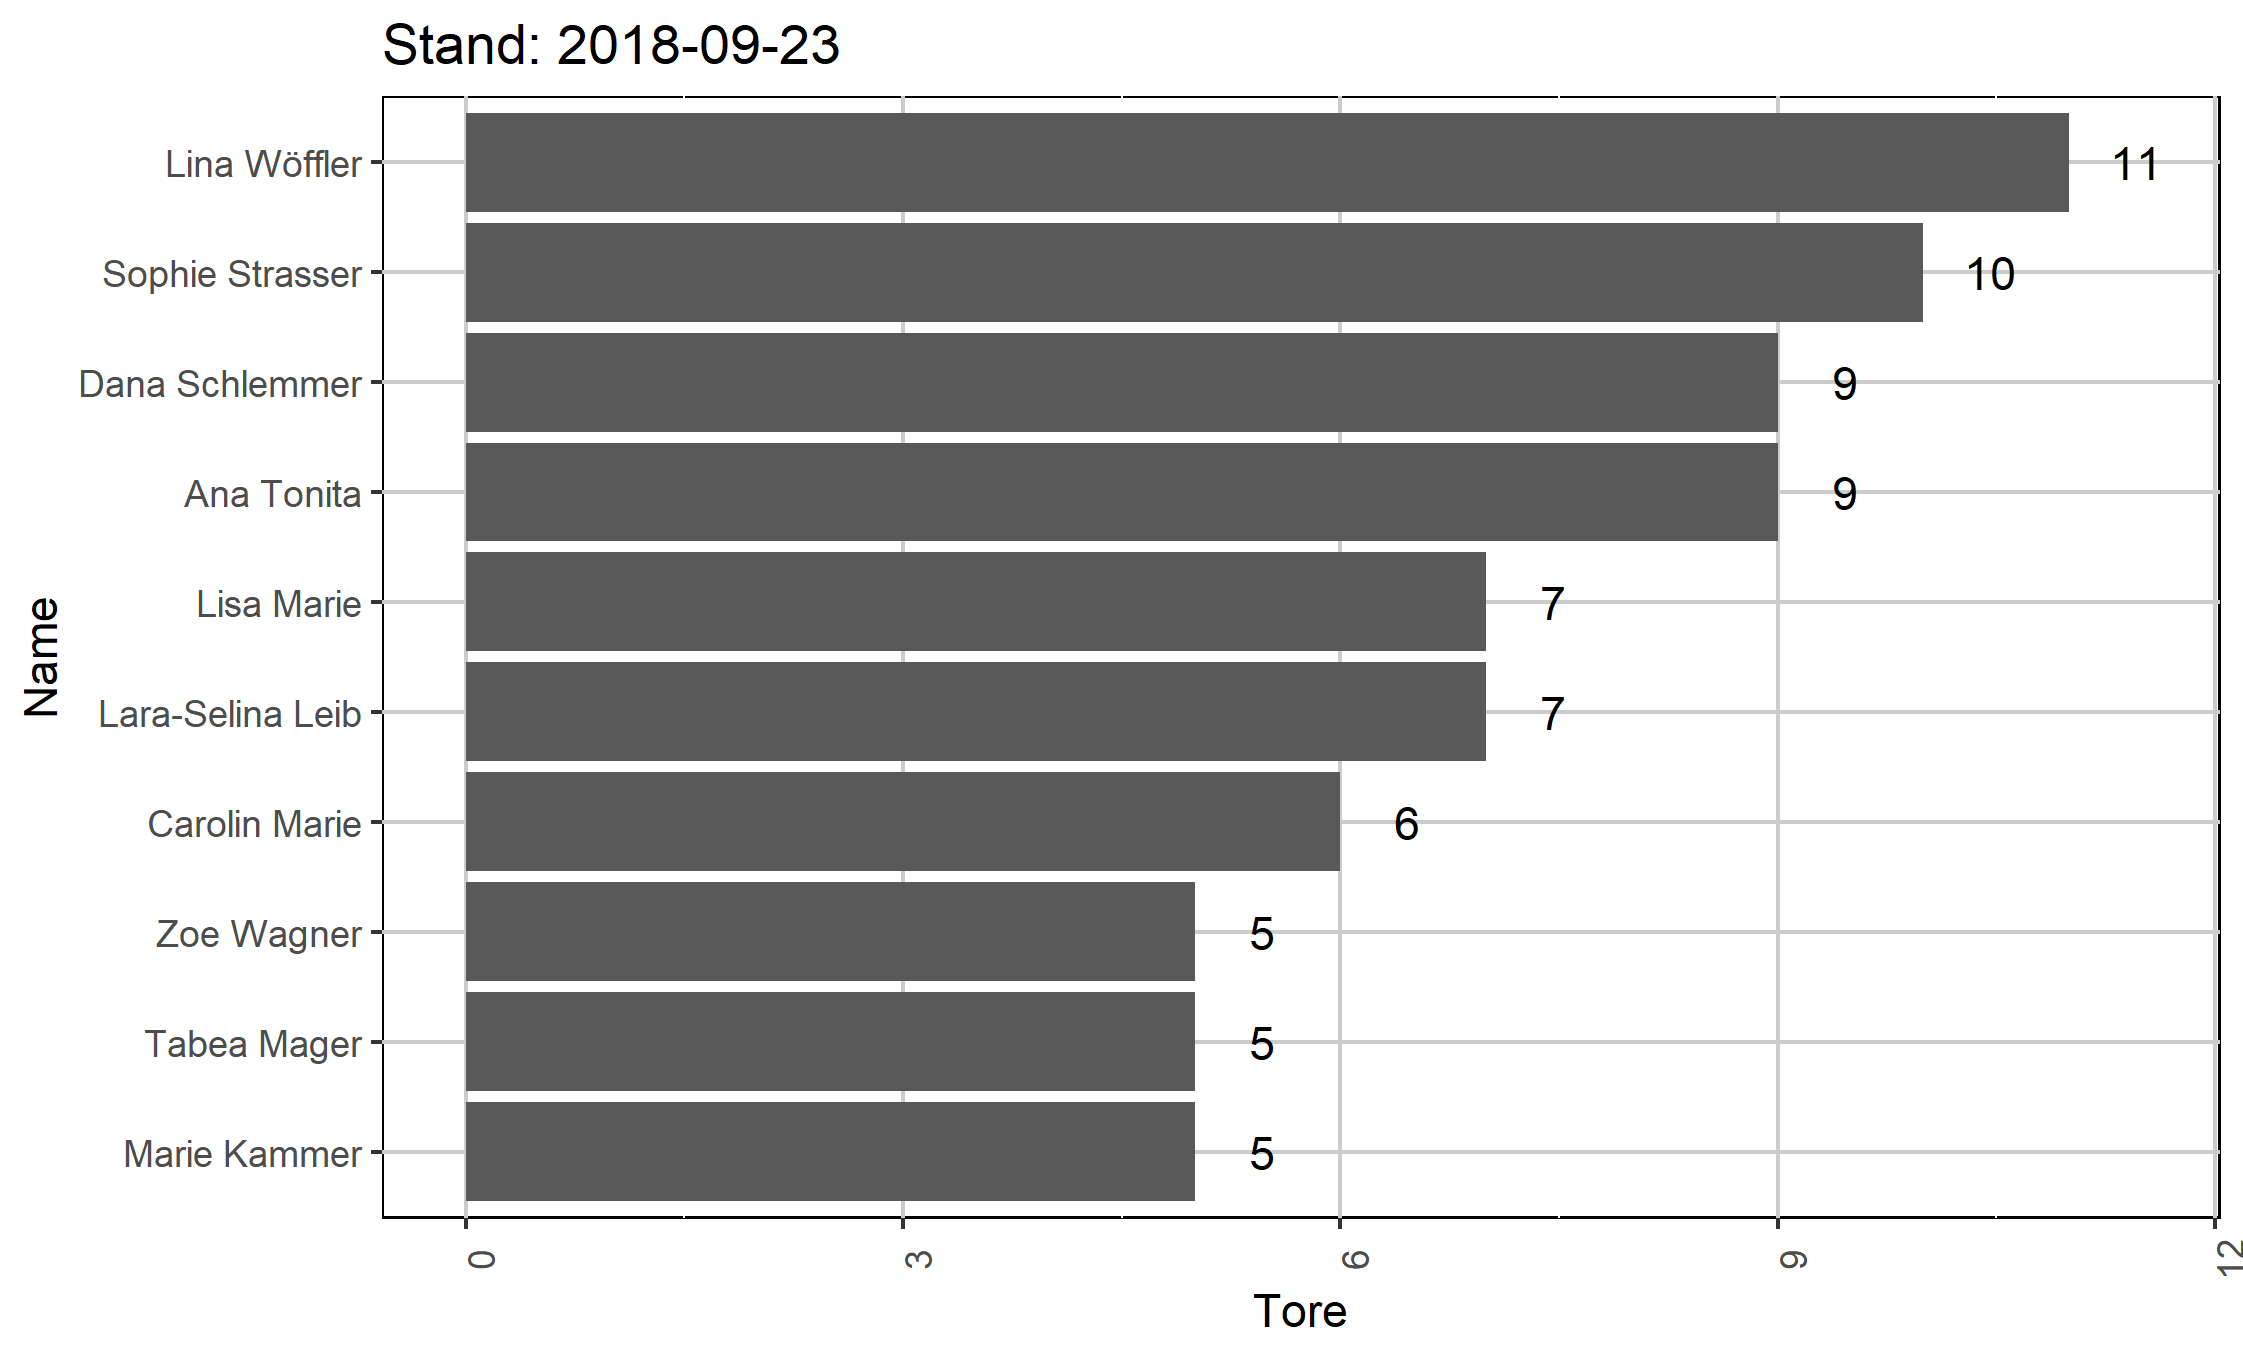 Stand: 2018-09-23
Lina Wöffler 11
Sophie Strasser 10
Dana Schlemmer 9
Ana Tonita 9
Lisa Marie 7
Lara-Selina Leib 7
Carolin Marie 6
Zoe Wagner 5
Tabea Mager 5
Marie Kammer 5
Name
0 3 6 9 12
Tore